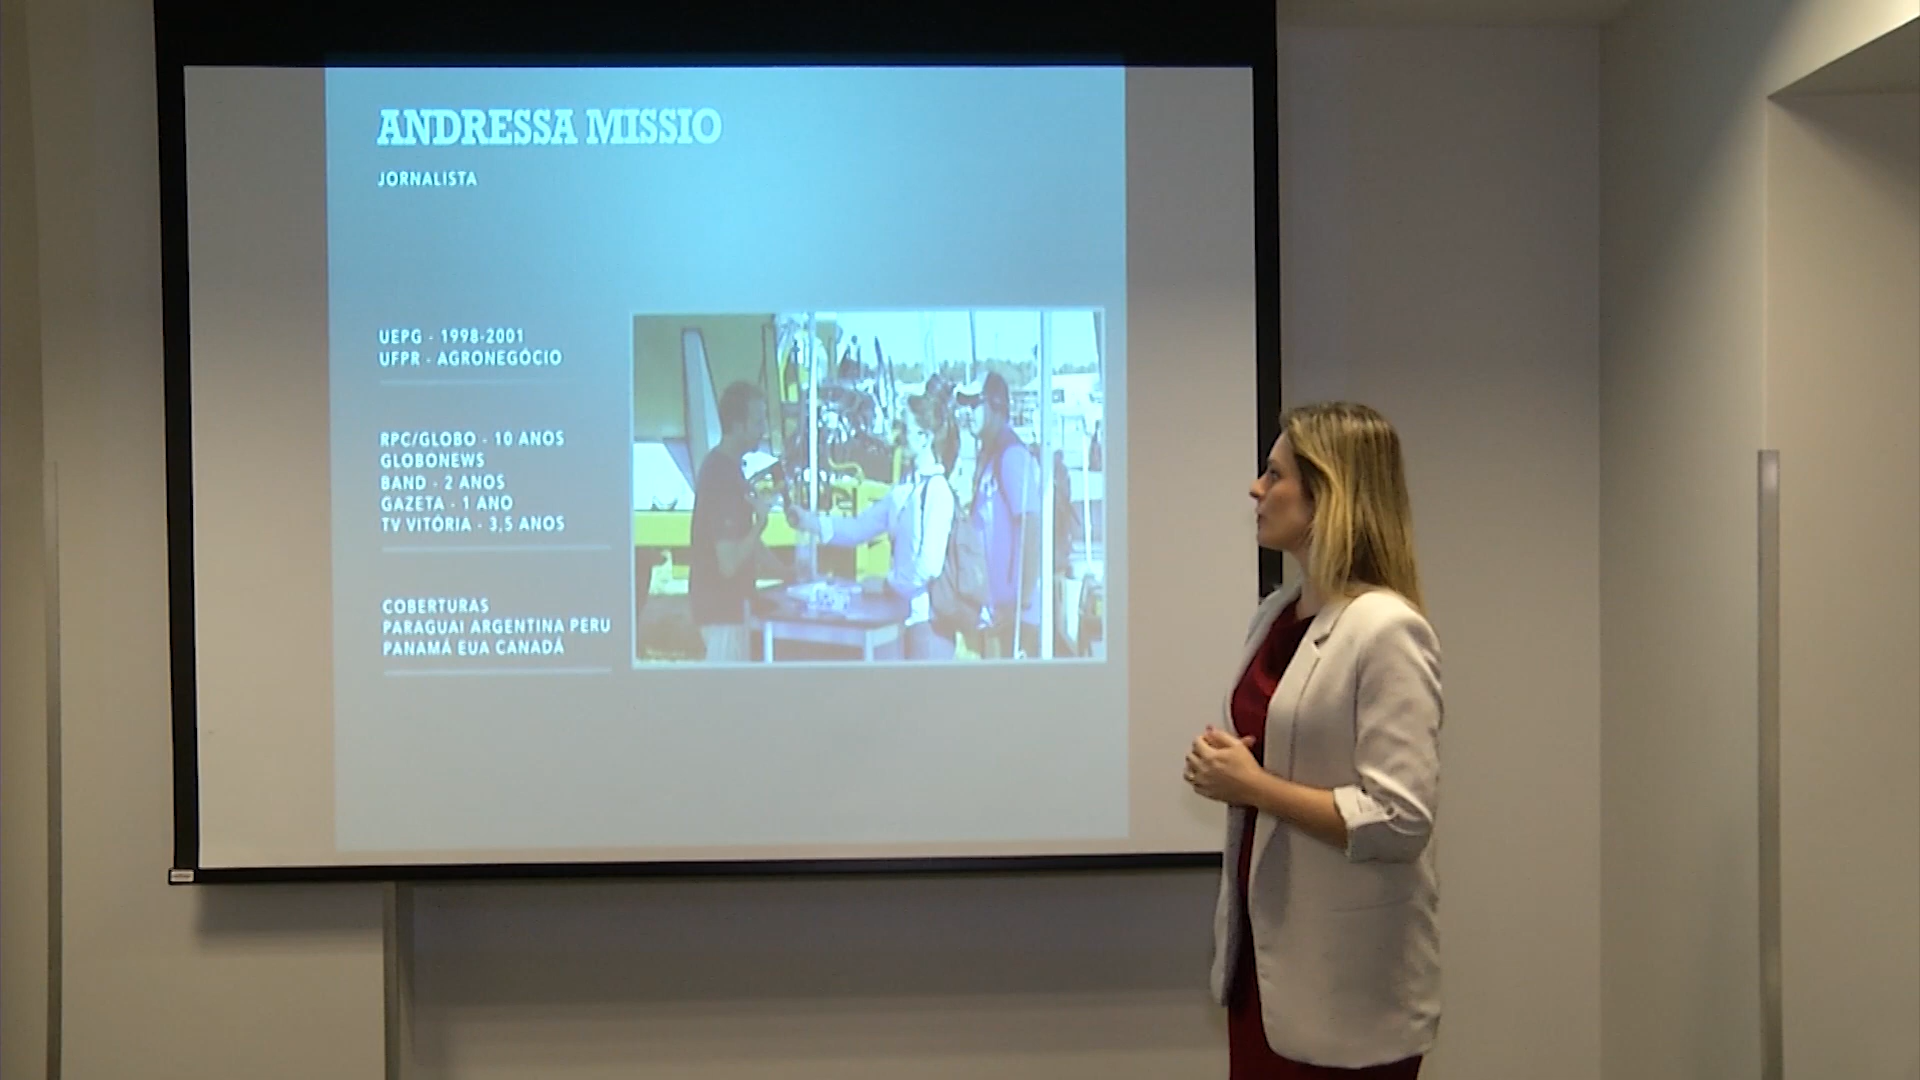 ANDRESSA MISSIO
JORNALISTA
UEPG - 1998-2001
UFPR - AGRONEGÓCIO
RPC/GLOBO - 10 ANOS
GLOBONEWS
BAND - 2 ANOS
GAZETA - 1 ANO
TV VITÓRIA - 3,5 ANOS
COBERTURAS
PARAGUAI ARGENTINA PERU
PANAMÁ EUA CANADÁ